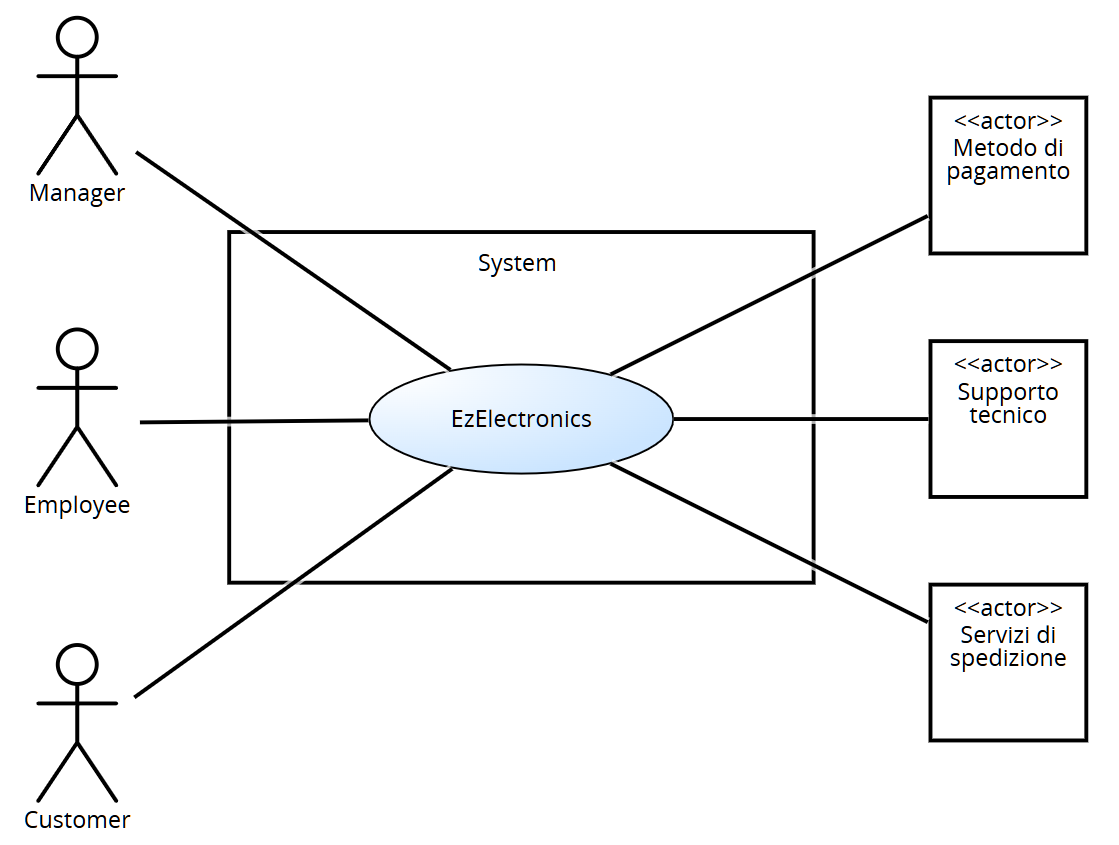 Manager
Employee
Customer
System
EzElectronics
<<actor>>
Metodo di
pagamento
<<actor>>
Supporto
tecnico
<<actor>>
Servizi di
spedizione